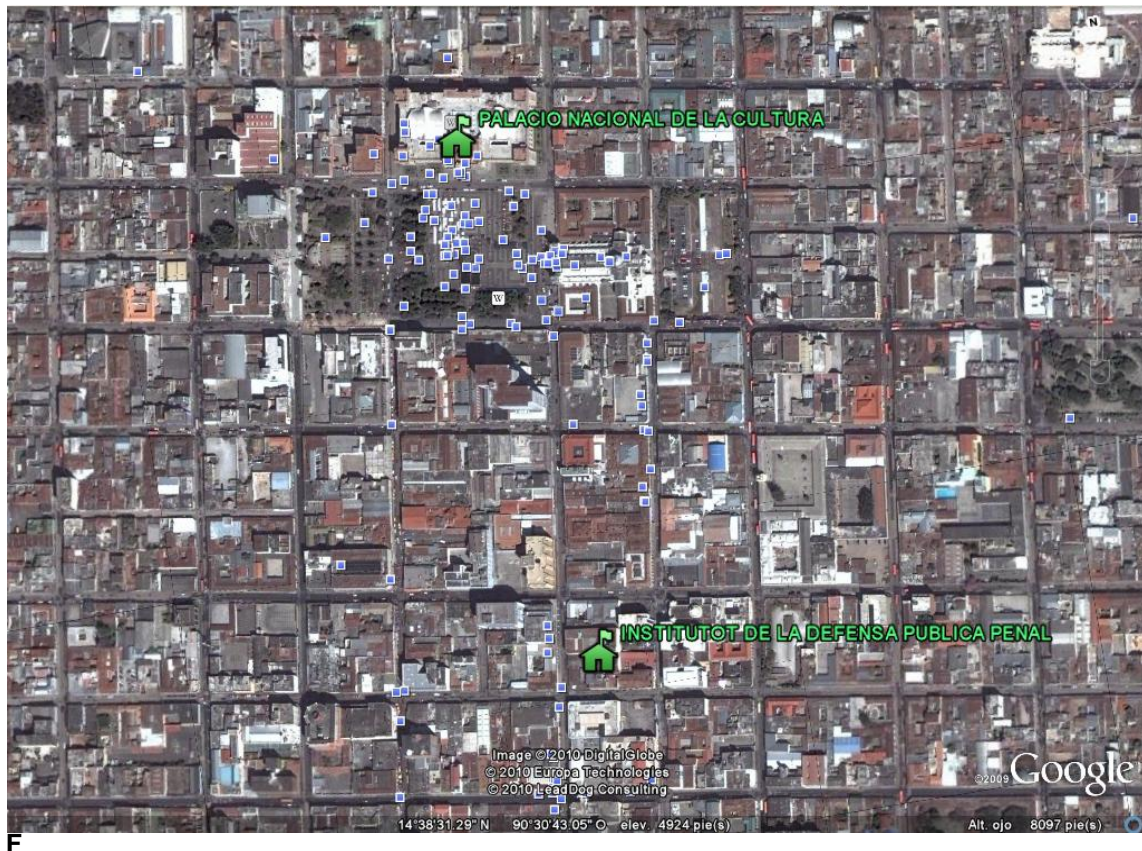 N
W
PALACIO NACIONAL DE LA CULTURA
W
INSTITUTOT DE LA DEFENSA PUBLICA PENAL
Image © 2010 DigitalGlobe
© 2010 Europa Technologies
© 2010 LeadDog Consulting
©2009 Google
14°38'31.29" N 90°30'43.05" O elev. 4924 pie(s) Alt. ojo 8097 pie(s)
F